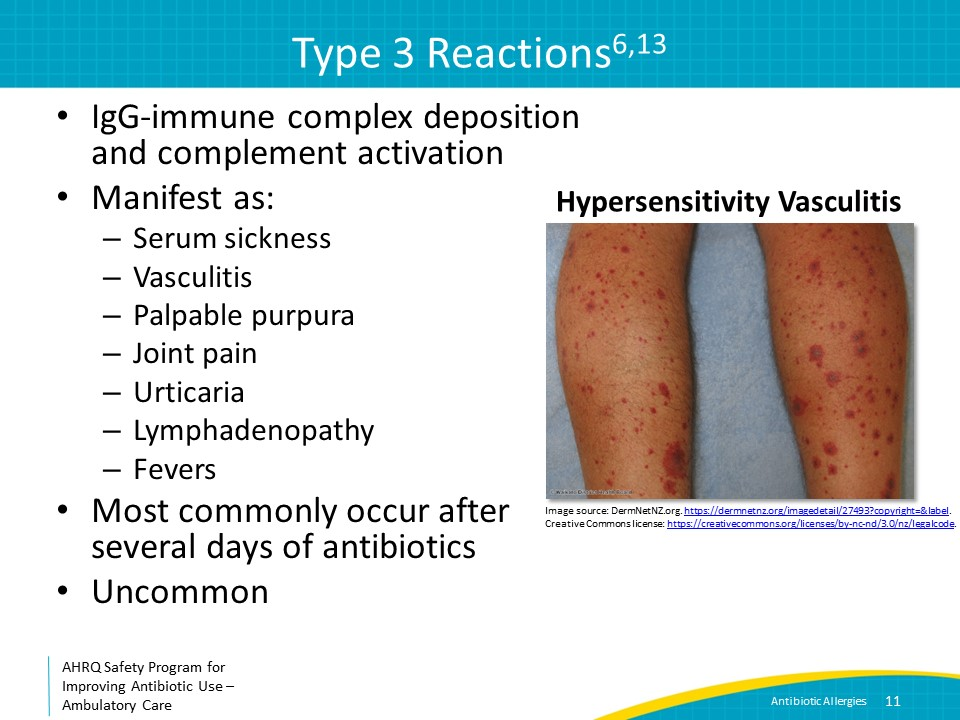 Type 3 Reactions6,13
• IgG-immune complex deposition
and complement activation
• Manifest as:
– Serum sickness
– Vasculitis
– Palpable purpura
– Joint pain
– Urticaria
– Lymphadenopathy
– Fevers
• Most commonly occur after
several days of antibiotics
• Uncommon
Hypersensitivity Vasculitis
Image source: DermNetNZ.org. https://dermnetnz.org/imagedetail/27493?copyright=&label.
Creative Commons license: https://creativecommons.org/licenses/by-nc-nd/3.0/nz/legalcode.
AHRQ Safety Program for
Improving Antibiotic Use –
Ambulatory Care
Antibiotic Allergies 11